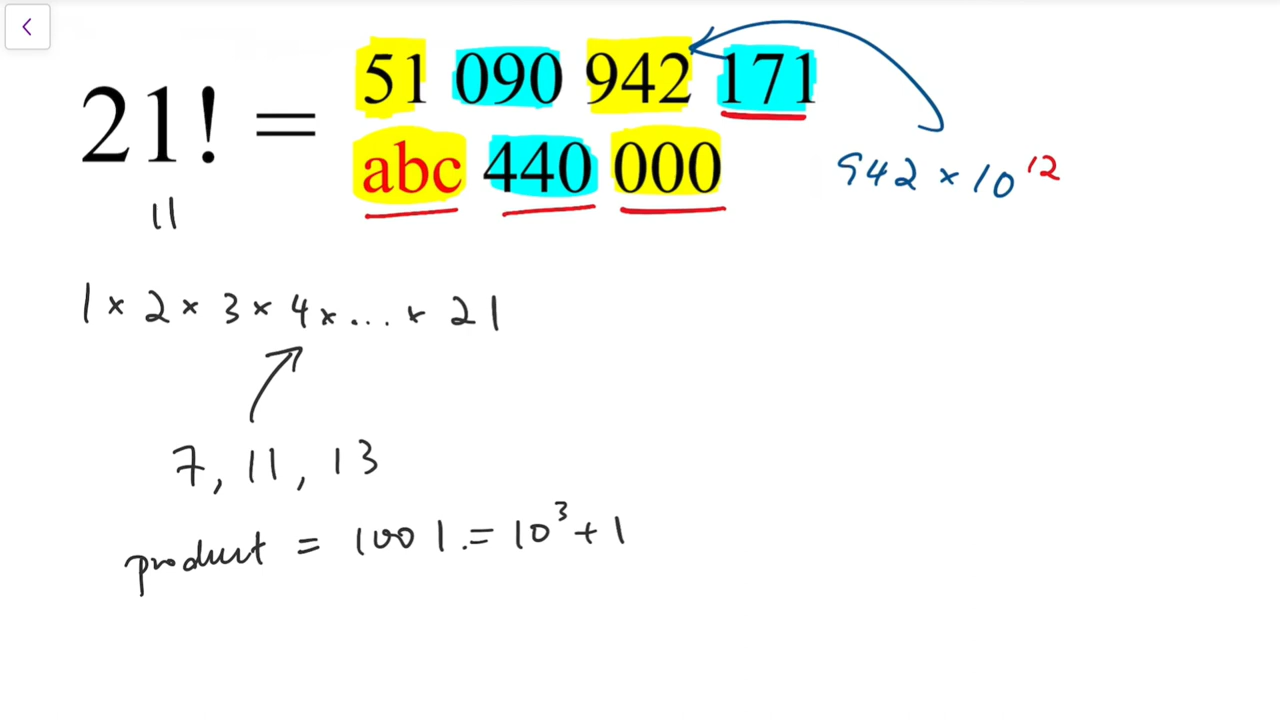 21! = 51 090 942 171
abc 440 000
942 × 10^12
||
1 × 2 × 3 × 4 × ... × 21
7, 11, 13
product = 1001. = 10^3 + 1